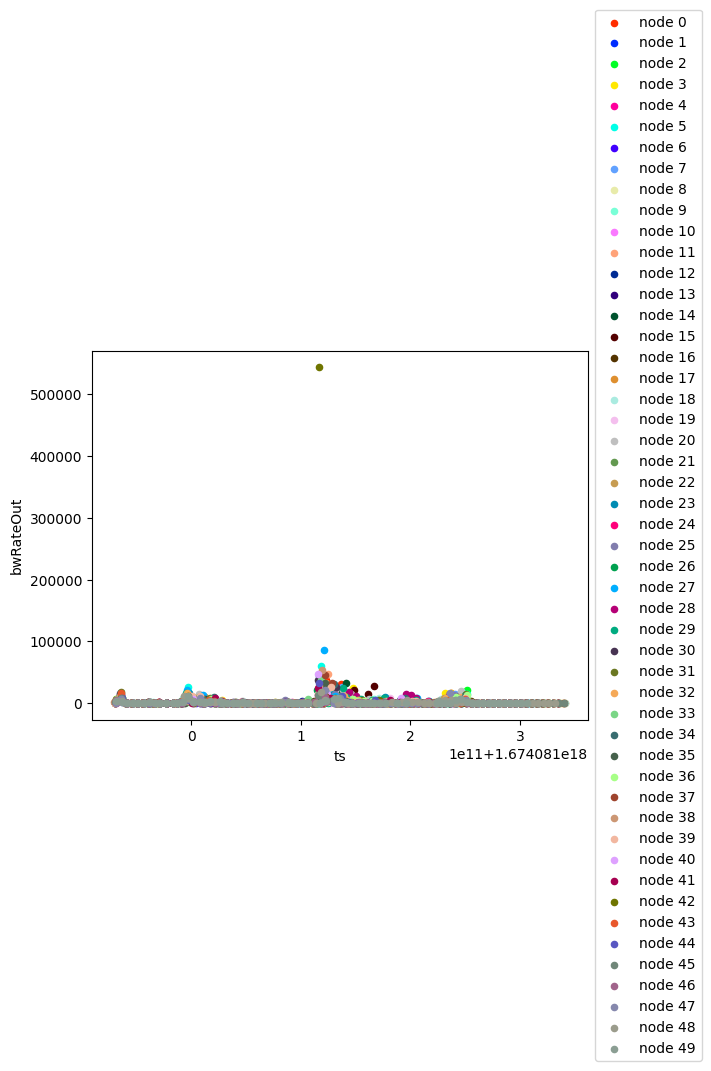 node 0
node 1
node 2
node 3
node 4
node 5
node 6
node 7
node 8
node 9
node 10
node 11
node 12
node 13
node 14
node 15
node 16
node 17
node 18
node 19
node 20
node 21
node 22
node 23
node 24
node 25
node 26
node 27
node 28
node 29
node 30
node 31
node 32
node 33
node 34
node 35
node 36
node 37
node 38
node 39
node 40
node 41
node 42
node 43
node 44
node 45
node 46
node 47
node 48
node 49
bwRateOut
500000
400000
300000
200000
100000
0
0 1 2 3
ts
1e11+1.674081e18